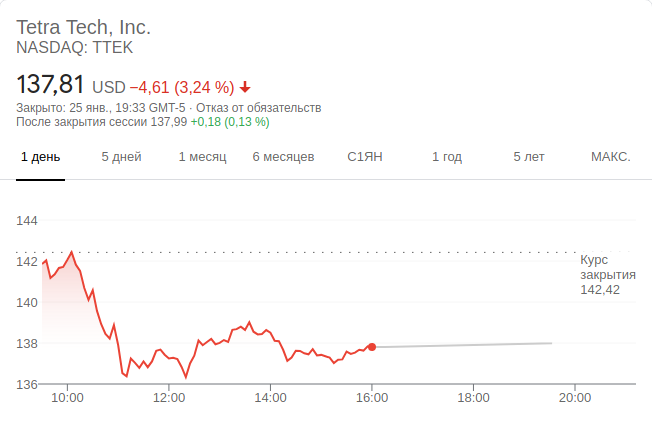 Tetra Tech, Inc.
NASDAQ: TTEK
137,81 USD −4,61 (3,24 %)
Закрыто: 25 янв., 19:33 GMT-5 · Отказ от обязательств
После закрытия сессии 137,99 +0,18 (0,13 %)
1 день 5 дней 1 месяц 6 месяцев С1ЯН 1 год 5 лет МАКС.
144
142
140
138
136
Курс
закрытия
142,42
10:00 12:00 14:00 16:00 18:00 20:00